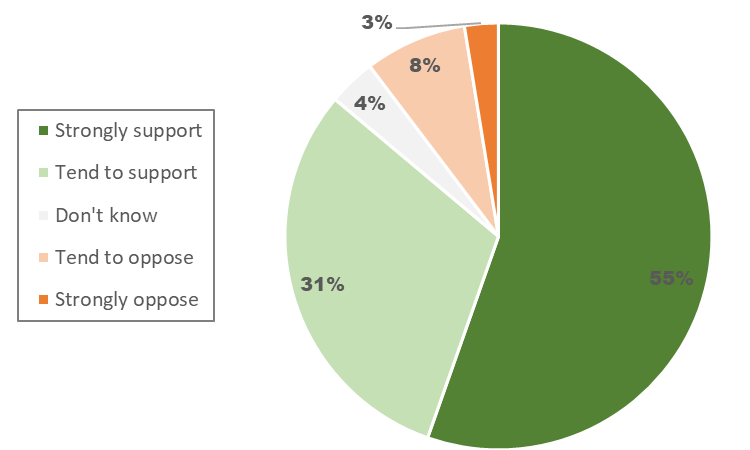 3%
8%
4%
Strongly support
Tend to support
Don't know
Tend to oppose
Strongly oppose
55%
31%